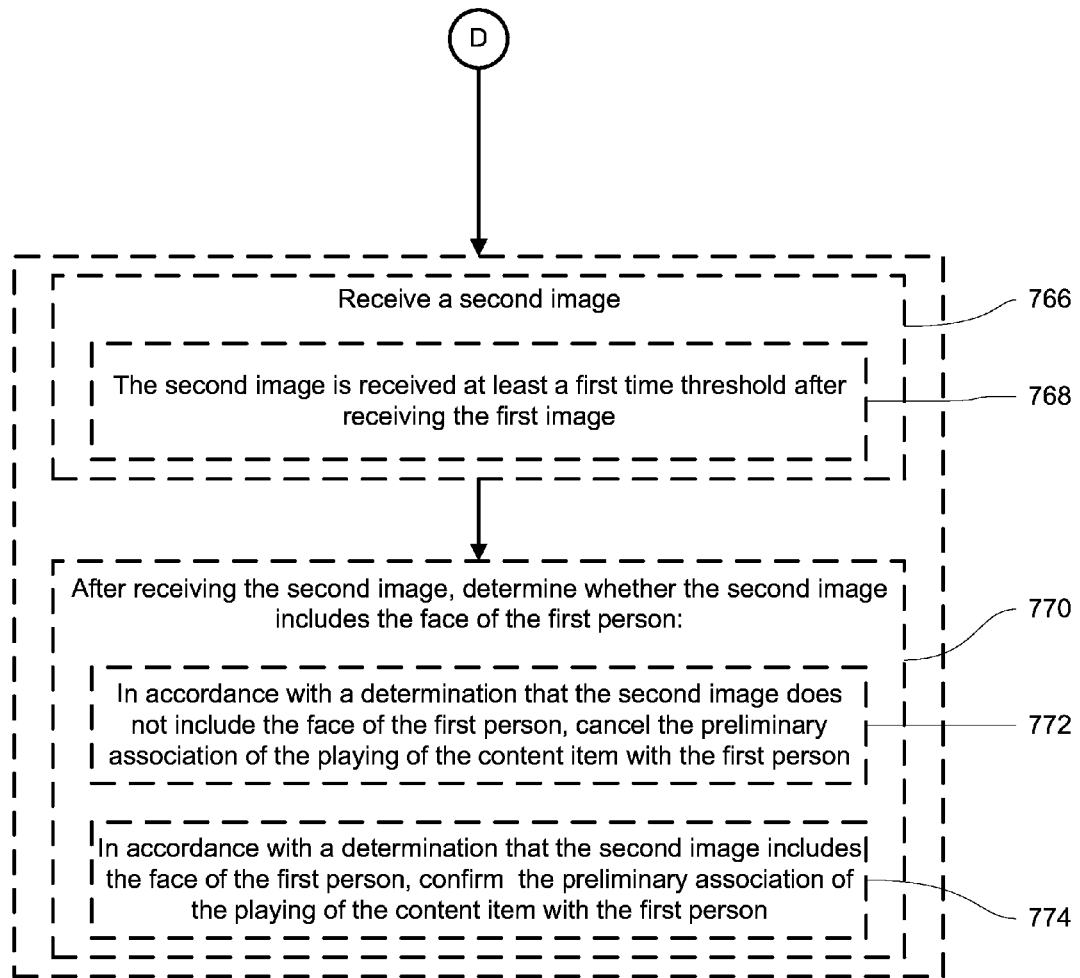 D
Receive a second image
766
The second image is received at least a first time threshold after
receiving the first image
768
After receiving the second image, determine whether the second image
includes the face of the first person:
770
In accordance with a determination that the second image does
not include the face of the first person, cancel the preliminary
association of the playing of the content item with the first person
772
In accordance with a determination that the second image includes
the face of the first person, confirm the preliminary association of
the playing of the content item with the first person
774